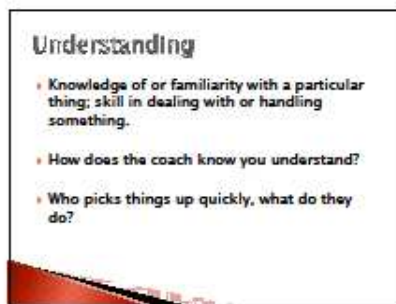 Understanding
Knowledge of or familiarity with a particular
thing; skill in dealing with or handling
something.
How does the coach know you understand?
Who picks things up quickly, what do they
do?